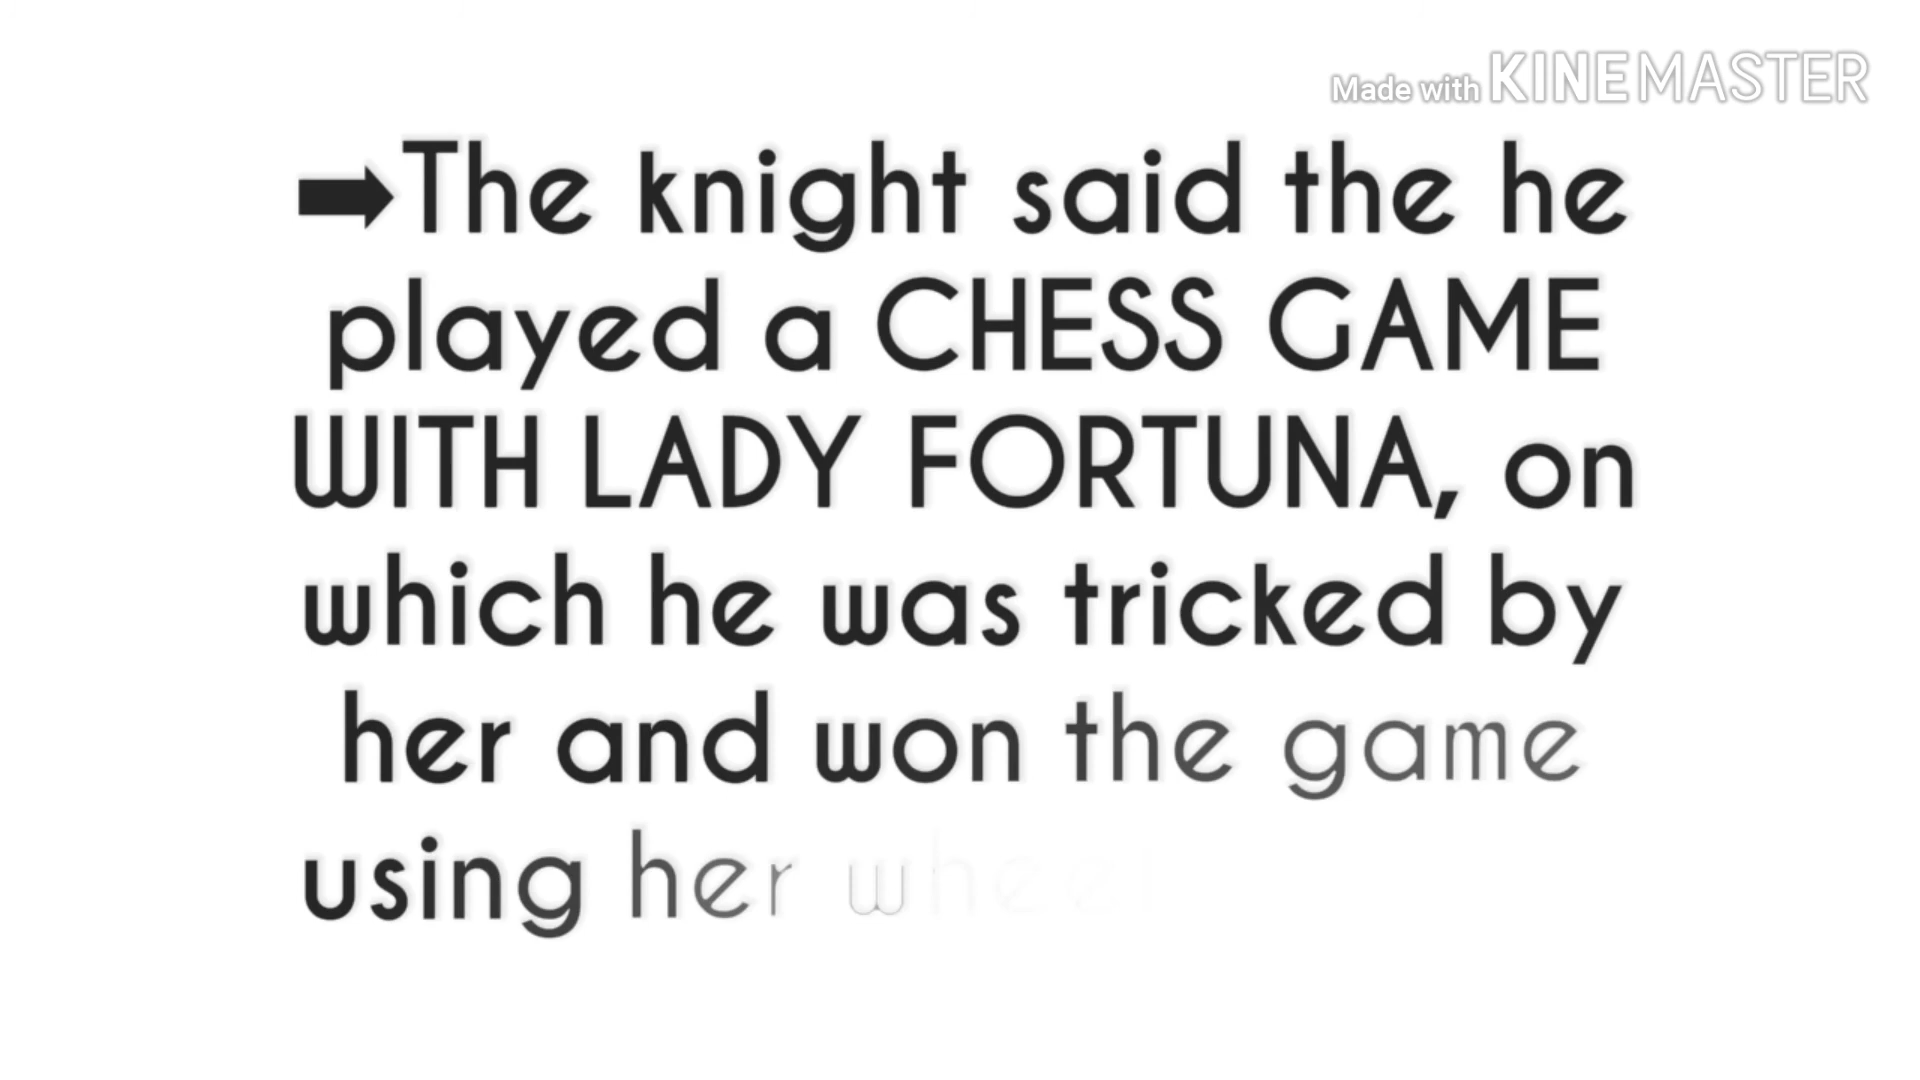 Made with KINEMASTER
➡The knight said the he
played a CHESS GAME
WITH LADY FORTUNA, on
which he was tricked by
her and won the game
using her wheel